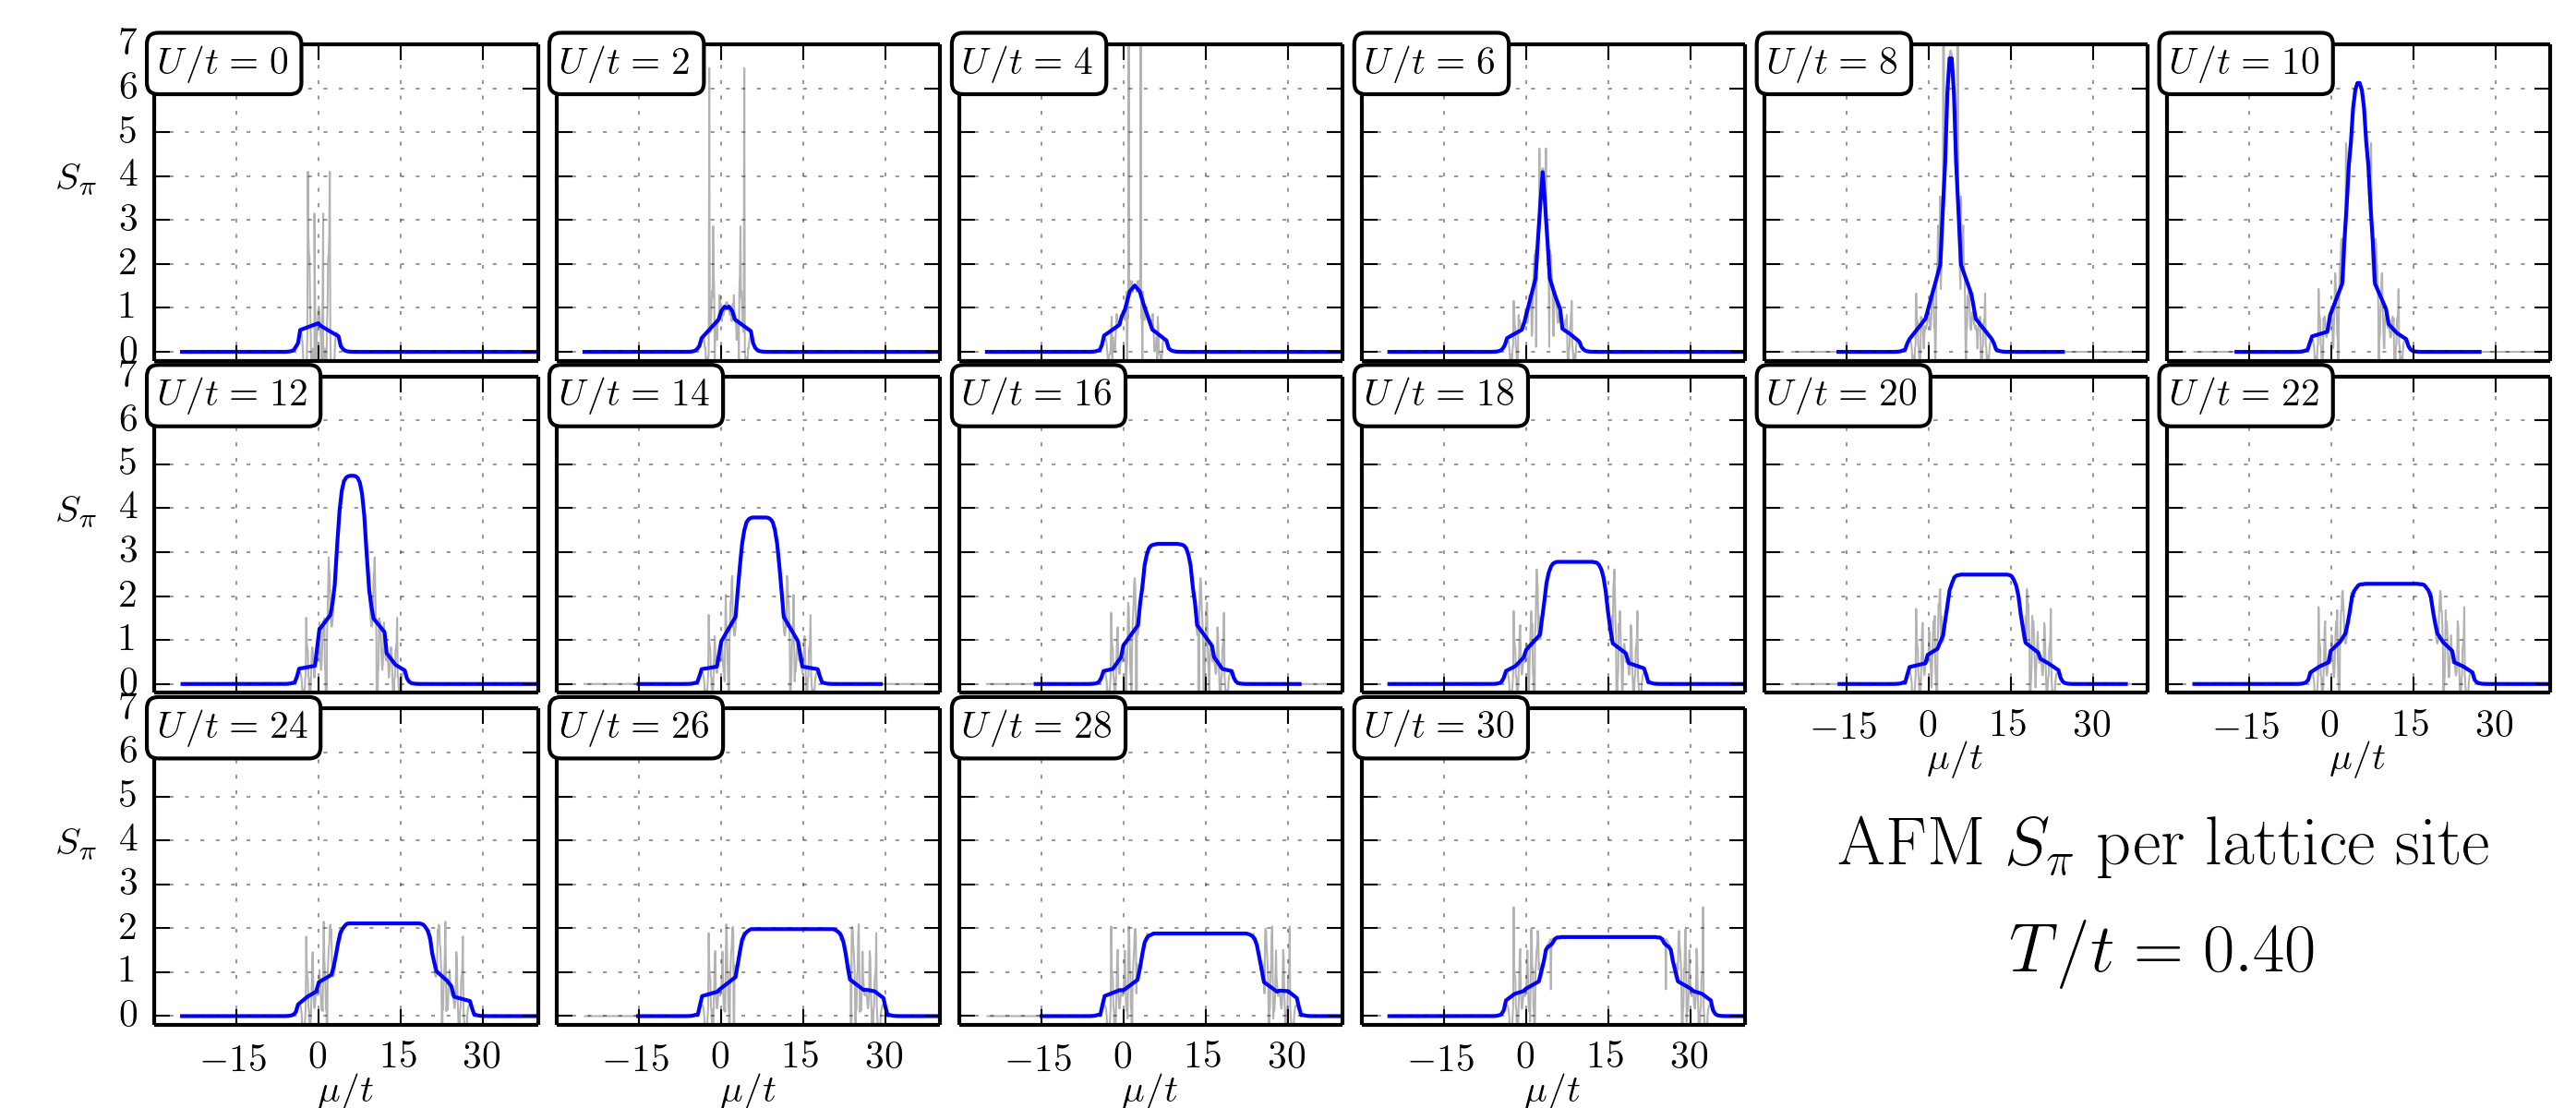 U/t = 0
U/t = 2
U/t = 4
U/t = 6
U/t = 8
U/t = 10
7
6
5
4
3
2
1
0
S_π
U/t = 12
U/t = 14
U/t = 16
U/t = 18
U/t = 20
U/t = 22
7
6
5
4
3
2
1
0
S_π
−15 0 15 30
μ/t
−15 0 15 30
μ/t
U/t = 24
U/t = 26
U/t = 28
U/t = 30
7
6
5
4
3
2
1
0
S_π
−15 0 15 30
μ/t
−15 0 15 30
μ/t
−15 0 15 30
μ/t
−15 0 15 30
μ/t
AFM S_π per lattice site
T/t = 0.40